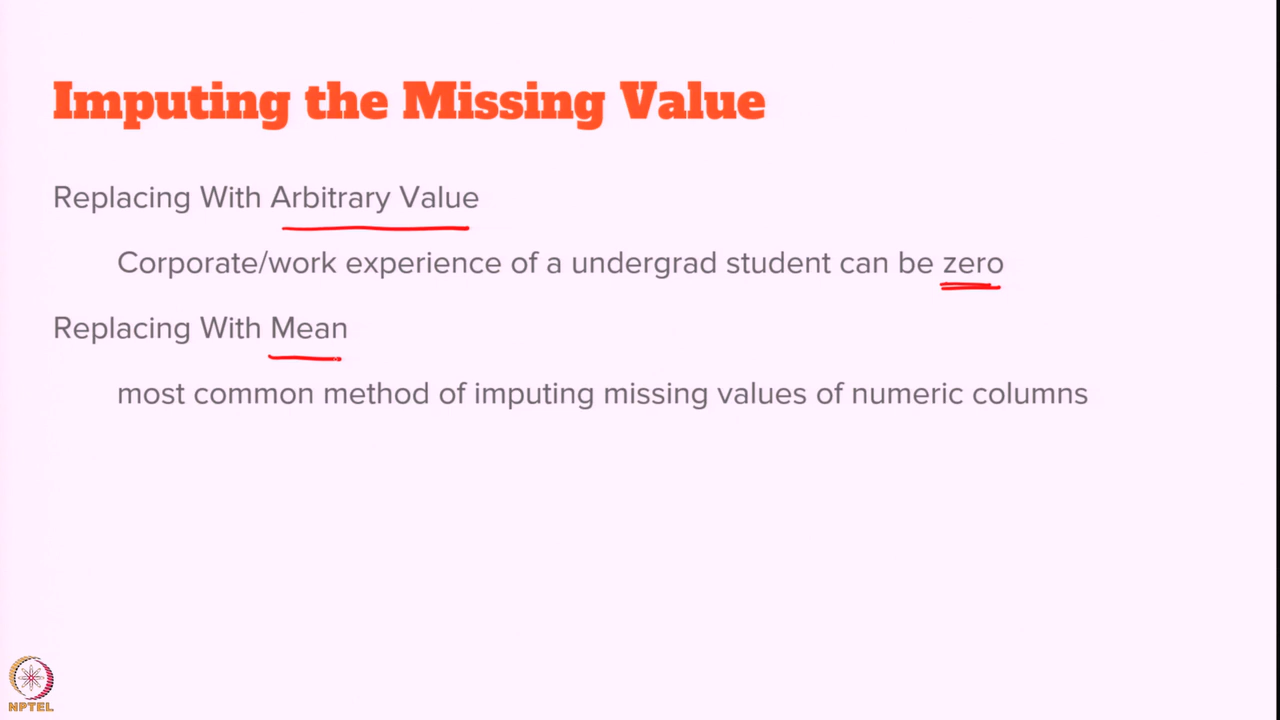 Imputing the Missing Value
Replacing With Arbitrary Value
Corporate/work experience of a undergrad student can be zero
Replacing With Mean
most common method of imputing missing values of numeric columns
NPTEL